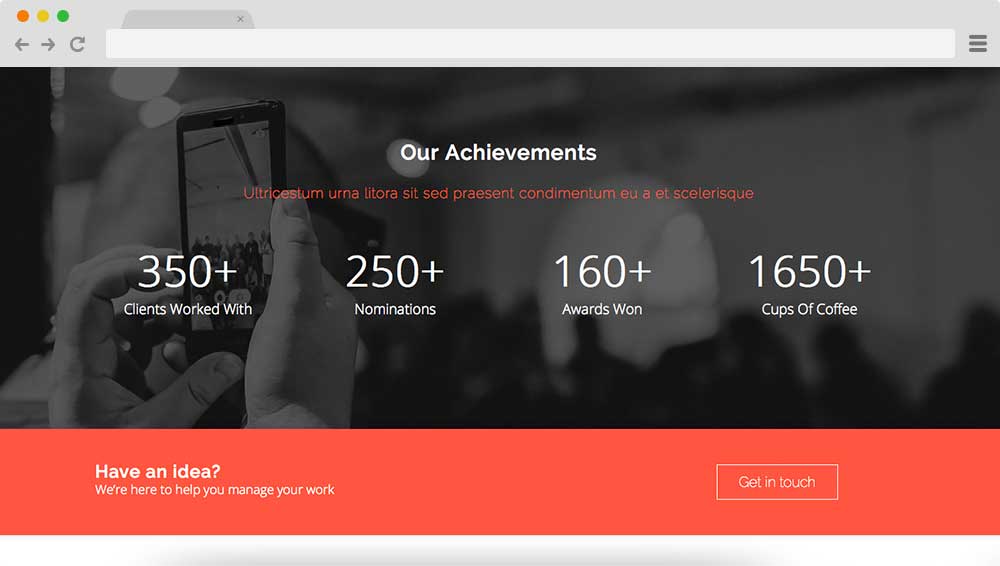 Our Achievements
Ultricestum urna litora sit sed praesent condimentum eu a et scelerisque
350+ 250+ 160+ 1650+
Clients Worked With Nominations Awards Won Cups Of Coffee
Have an idea?
We're here to help you manage your work
Get in touch